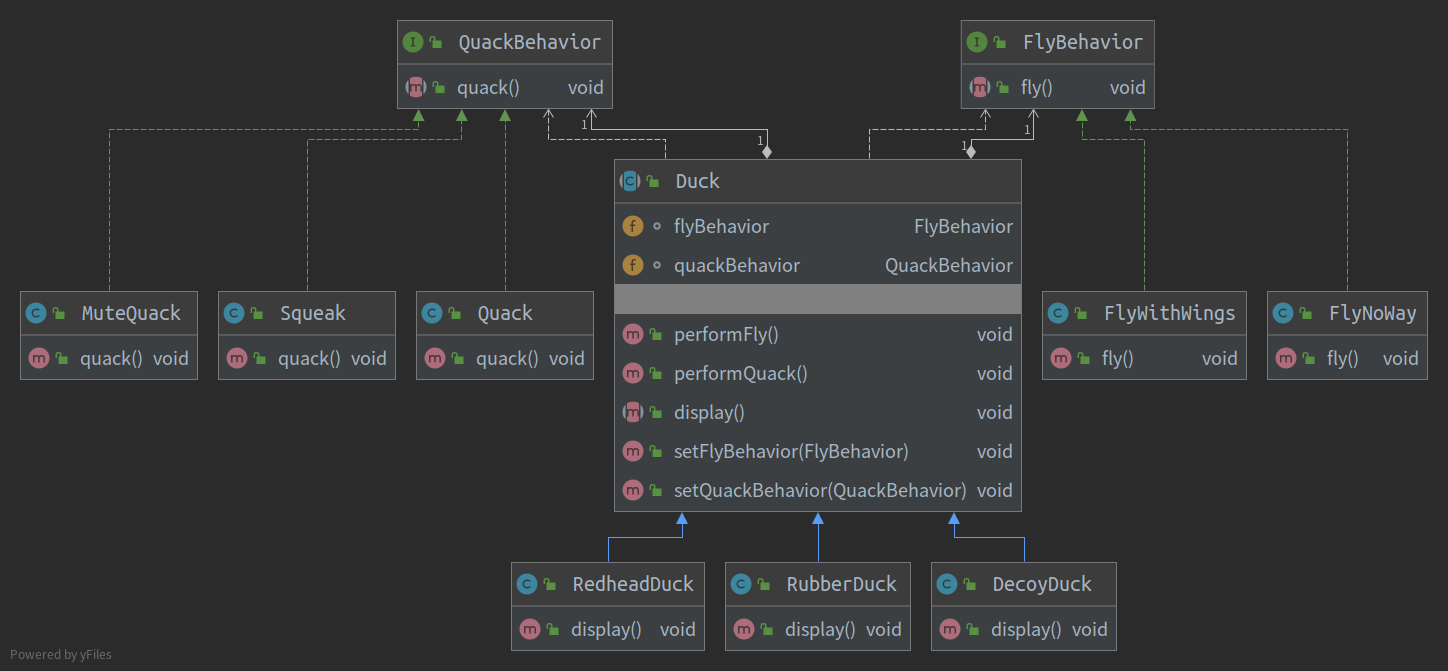 QuackBehavior
quack() void
FlyBehavior
fly() void
1
1
1
1
Duck
flyBehavior FlyBehavior
quackBehavior QuackBehavior
performFly() void
performQuack() void
display() void
setFlyBehavior(FlyBehavior) void
setQuackBehavior(QuackBehavior) void
MuteQuack
quack() void
Squeak
quack() void
Quack
quack() void
FlyWithWings
fly() void
FlyNoWay
fly() void
RedheadDuck
display() void
RubberDuck
display() void
DecoyDuck
display() void
Powered by yFiles